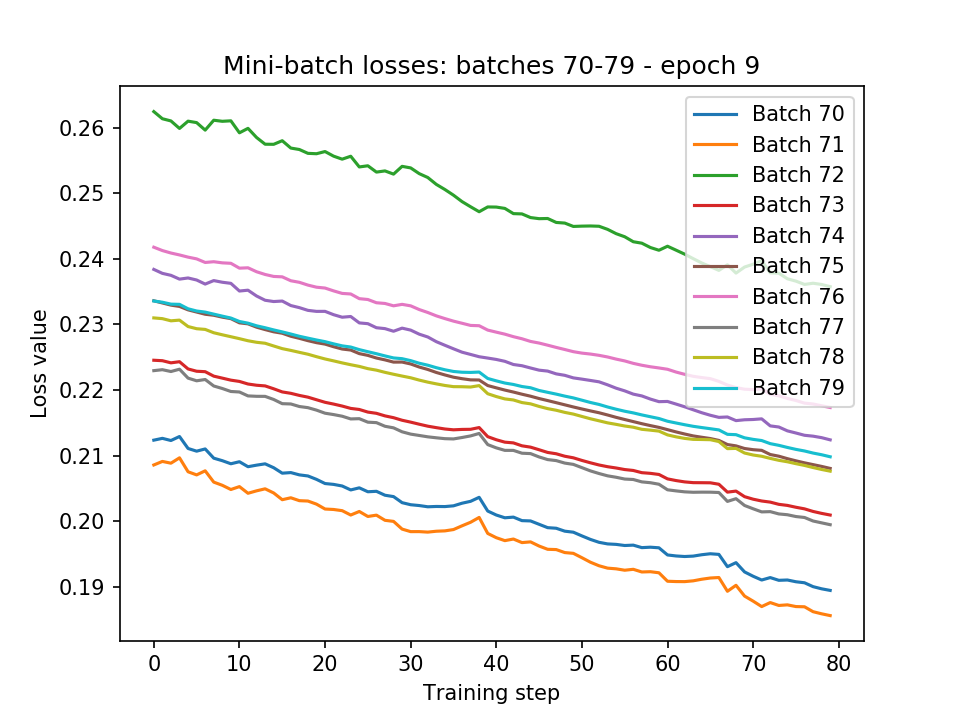 Mini-batch losses: batches 70-79 - epoch 9
Loss value
0.26
0.25
0.24
0.23
0.22
0.21
0.20
0.19
Batch 70
Batch 71
Batch 72
Batch 73
Batch 74
Batch 75
Batch 76
Batch 77
Batch 78
Batch 79
0 10 20 30 40 50 60 70 80
Training step